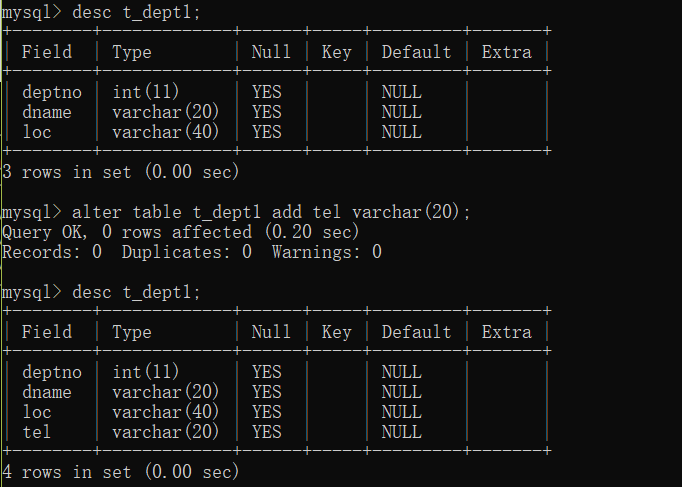 mysql> desc t_dept1;
+--------+-------------+------+-----+---------+-------+
| Field  | Type        | Null | Key | Default | Extra |
+--------+-------------+------+-----+---------+-------+
| deptno | int(11)     | YES  |     | NULL    |       |
| dname  | varchar(20) | YES  |     | NULL    |       |
| loc    | varchar(40) | YES  |     | NULL    |       |
+--------+-------------+------+-----+---------+-------+
3 rows in set (0.00 sec)
mysql> alter table t_dept1 add tel varchar(20);
Query OK, 0 rows affected (0.20 sec)
Records: 0  Duplicates: 0  Warnings: 0
mysql> desc t_dept1;
+--------+-------------+------+-----+---------+-------+
| Field  | Type        | Null | Key | Default | Extra |
+--------+-------------+------+-----+---------+-------+
| deptno | int(11)     | YES  |     | NULL    |       |
| dname  | varchar(20) | YES  |     | NULL    |       |
| loc    | varchar(40) | YES  |     | NULL    |       |
| tel    | varchar(20) | YES  |     | NULL    |       |
+--------+-------------+------+-----+---------+-------+
4 rows in set (0.00 sec)